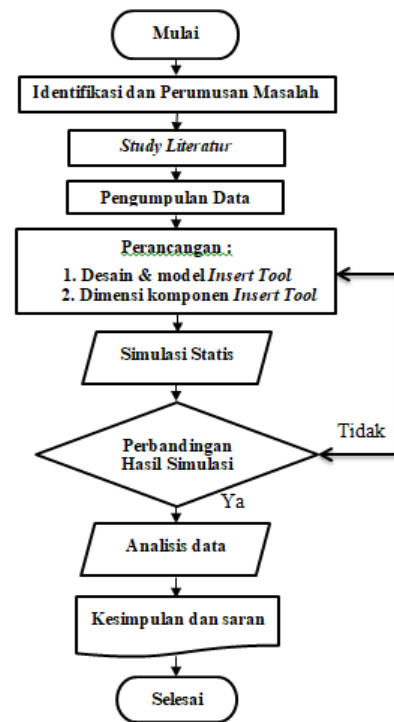 Mulai
Identifikasi dan Perumusan Masalah
Study Literatur
Pengumpulan Data
Perancangan :
1. Desain & model Insert Tool
2. Dimensi komponen Insert Tool
Simulasi Statis
Perbandingan
Hasil Simulasi
Tidak
Ya
Analisis data
Kesimpulan dan saran
Selesai